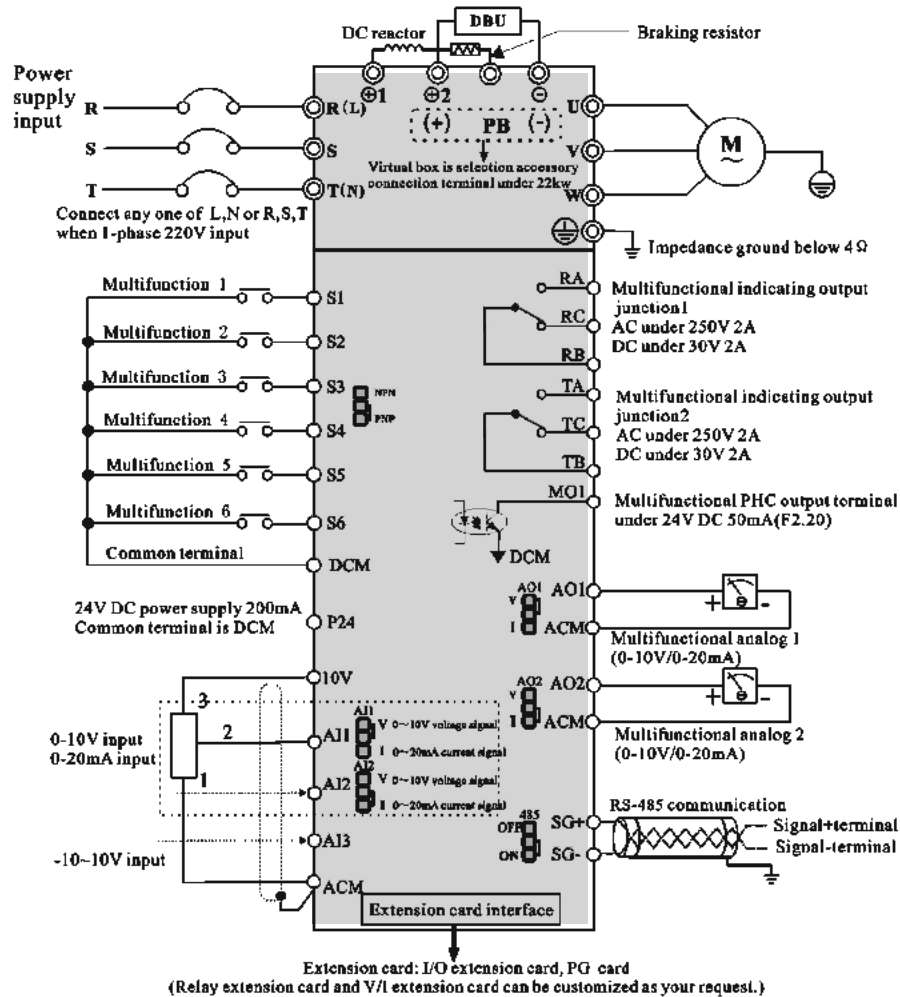 DBU
DC reactor
Braking resistor
Power
supply
input
R
R(L)
⊕1
⊕2
⊖
U
(+) PB (-)
S
S
V
M
~
Virtual box is selection accessory
connection terminal under 22kw
T
T(N)
W
Connect any one of L,N or R,S,T
when 1-phase 220V input
Impedance ground below 4Ω
Multifunction 1
S1
Multifunction 2
S2
Multifunction 3
S3
Multifunction 4
S4
Multifunction 5
S5
Multifunction 6
S6
Common terminal
DCM
NPN
PNP
RA
RC
RB
Multifunctional indicating output
junction1
AC under 250V 2A
DC under 30V 2A
TA
TC
TB
Multifunctional indicating output
junction2
AC under 250V 2A
DC under 30V 2A
MO1
Multifunctional PHC output terminal
under 24V DC 50mA(F2.20)
DCM
24V DC power supply 200mA
Common terminal is DCM
P24
AO1
V
I
AO1
ACM
+ -
Multifunctional analog 1
(0-10V/0-20mA)
AO2
V
I
AO2
ACM
+ -
Multifunctional analog 2
(0-10V/0-20mA)
10V
3
2
1
0-10V input
0-20mA input
AI1
AI1
V 0~10V voltage signal
I 0~20mA current signal
AI2
AI2
V 0~10V voltage signal
I 0~20mA current signal
AI3
-10~10V input
ACM
485
OFF
ON
SG+
SG-
RS-485 communication
Signal+terminal
Signal-terminal
Extension card interface
Extension card: I/O extension card, PG card
(Relay extension card and V/I extension card can be customized as your request.)